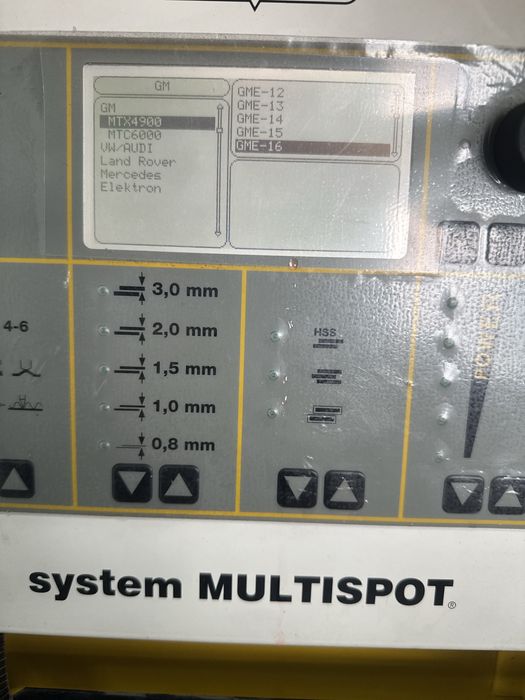 GM
GM
MTX4900
MTC6000
VW/AUDI
Land Rover
Mercedes
Elektron
GME-12
GME-13
GME-14
GME-15
GME-16
4-6
3,0 mm
2,0 mm
1,5 mm
1,0 mm
0,8 mm
HSS
POWER
system MULTISPOT®